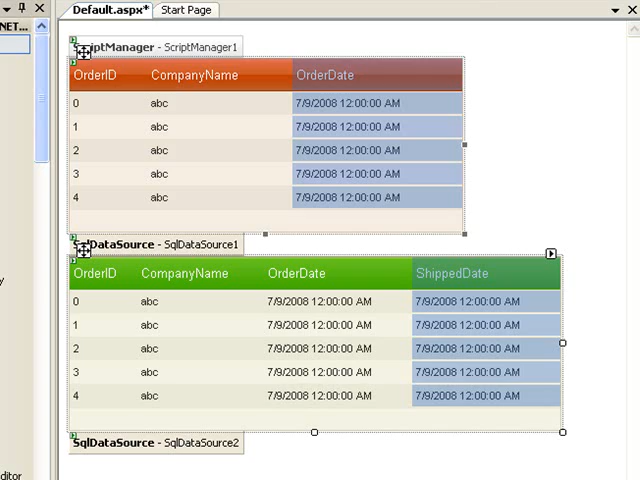 Default.aspx* Start Page
NET...
ScriptManager - ScriptManager1
OrderID CompanyName OrderDate
0 abc 7/9/2008 12:00:00 AM
1 abc 7/9/2008 12:00:00 AM
2 abc 7/9/2008 12:00:00 AM
3 abc 7/9/2008 12:00:00 AM
4 abc 7/9/2008 12:00:00 AM
SqlDataSource - SqlDataSource1
OrderID CompanyName OrderDate ShippedDate
0 abc 7/9/2008 12:00:00 AM 7/9/2008 12:00:00 AM
1 abc 7/9/2008 12:00:00 AM 7/9/2008 12:00:00 AM
2 abc 7/9/2008 12:00:00 AM 7/9/2008 12:00:00 AM
3 abc 7/9/2008 12:00:00 AM 7/9/2008 12:00:00 AM
4 abc 7/9/2008 12:00:00 AM 7/9/2008 12:00:00 AM
SqlDataSource - SqlDataSource2
ditor